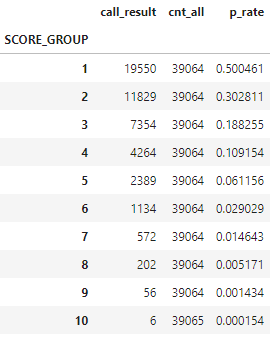 call_result cnt_all p_rate
SCORE_GROUP
1 19550 39064 0.500461
2 11829 39064 0.302811
3 7354 39064 0.188255
4 4264 39064 0.109154
5 2389 39064 0.061156
6 1134 39064 0.029029
7 572 39064 0.014643
8 202 39064 0.005171
9 56 39064 0.001434
10 6 39065 0.000154